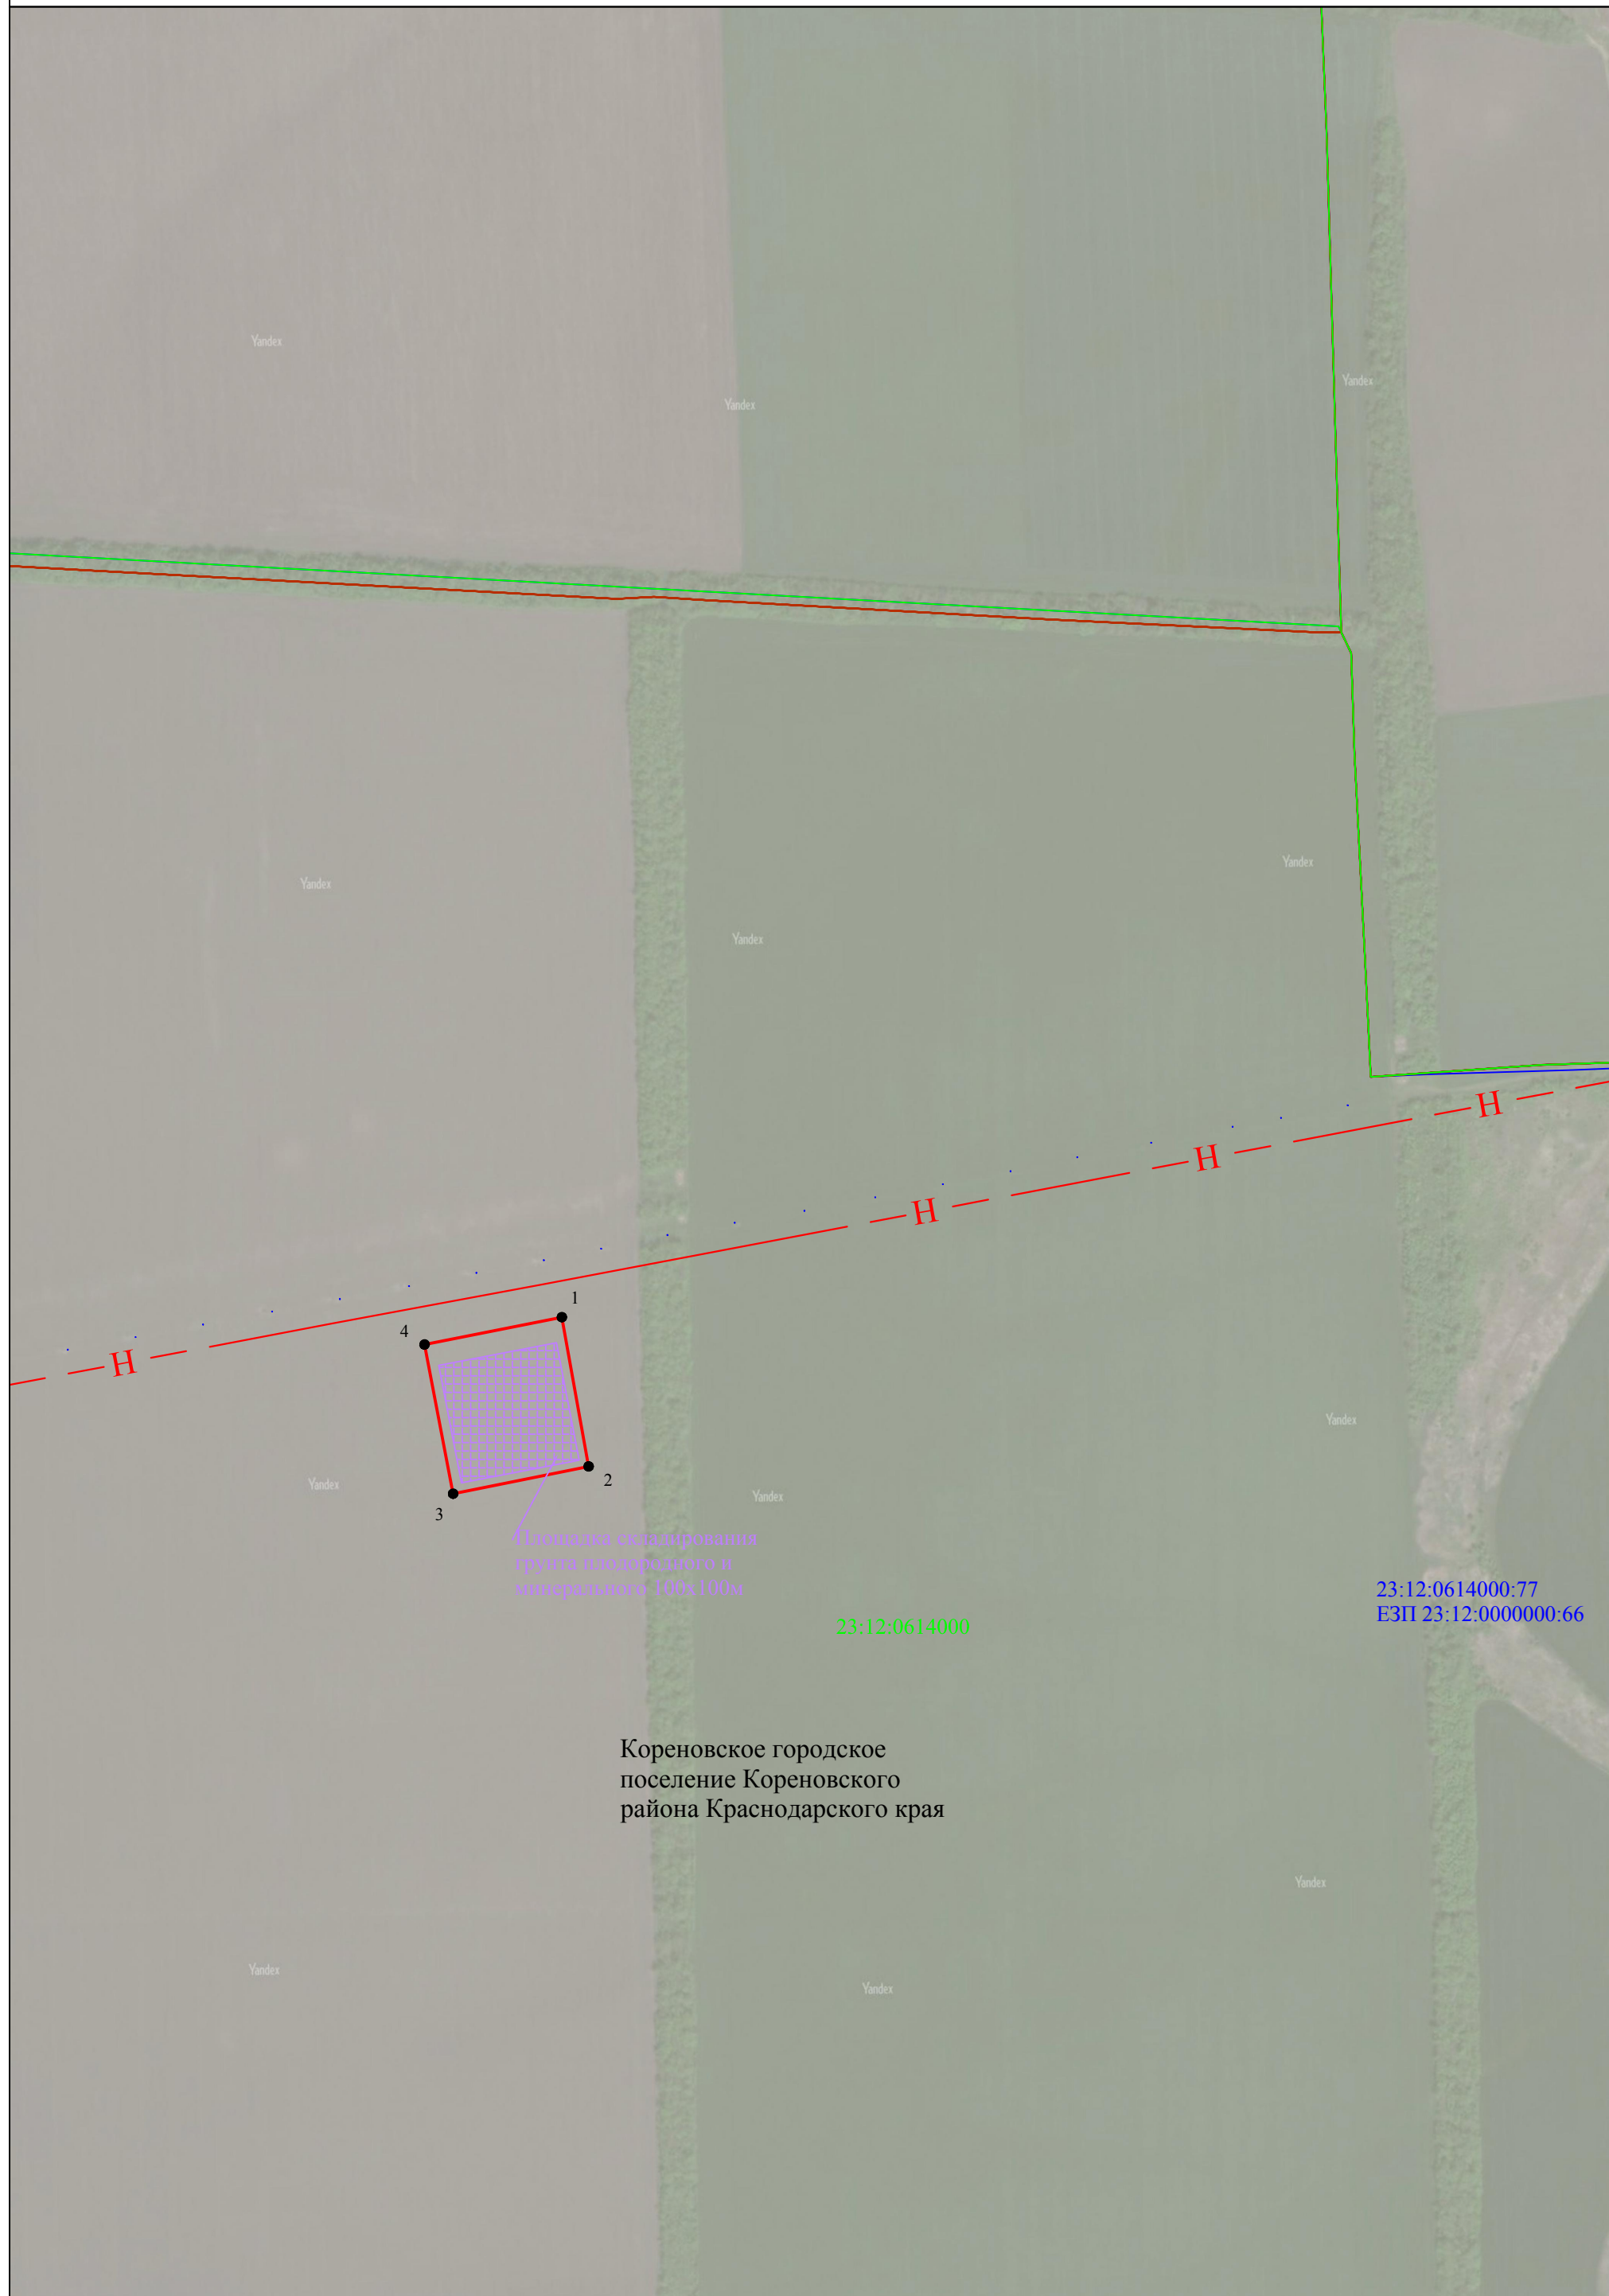 Yandex
Yandex
Yandex
Yandex
Yandex
Yandex
Н
Н
Н
1
4
Н
Yandex
2
Yandex
Yandex
3
Площадка складирования
грунта плодородного и
минерального 100х100м
23:12:0614000:77
ЕЗП 23:12:0000000:66
23:12:0614000
Кореновское городское
поселение Кореновского
района Краснодарского края
Yandex
Yandex
Yandex